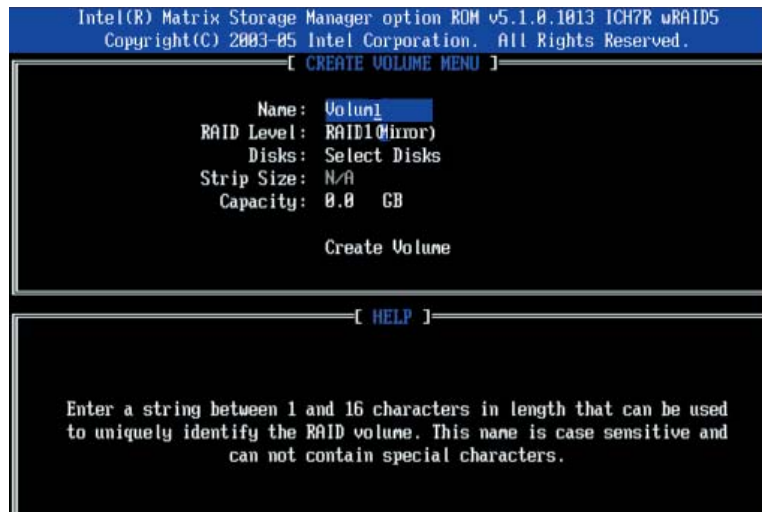 Intel(R) Matrix Storage Manager option ROM v5.1.0.1013 ICH7R wRAID5
Copyright(C) 2003-05 Intel Corporation. All Rights Reserved.
[ CREATE VOLUME MENU ]
Name: Volum1
RAID Level: RAID1(Mirror)
Disks: Select Disks
Strip Size: N/A
Capacity: 0.0 GB
Create Volume
[ HELP ]
Enter a string between 1 and 16 characters in length that can be used
to uniquely identify the RAID volume. This name is case sensitive and
can not contain special characters.